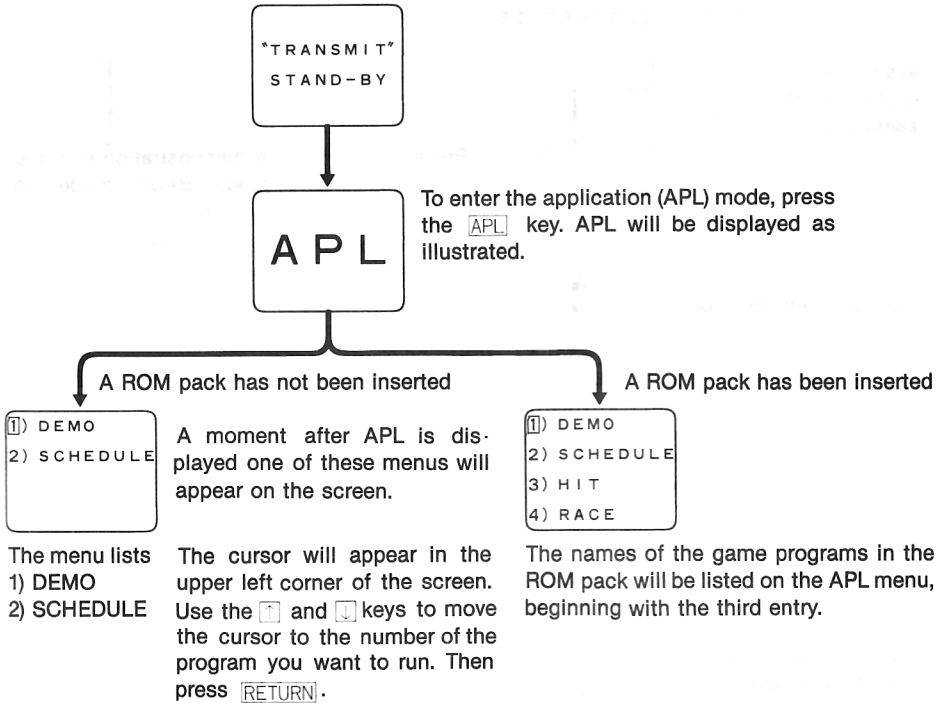 "TRANSMIT"
STAND-BY
APL
To enter the application (APL) mode, press
the APL key. APL will be displayed as
illustrated.
A ROM pack has not been inserted
1) DEMO
2) SCHEDULE
A moment after APL is dis-
played one of these menus will
appear on the screen.
The menu lists
1) DEMO
2) SCHEDULE
The cursor will appear in the
upper left corner of the screen.
Use the ↑ and ↓ keys to move
the cursor to the number of the
program you want to run. Then
press RETURN.
A ROM pack has been inserted
1) DEMO
2) SCHEDULE
3) HIT
4) RACE
The names of the game programs in the
ROM pack will be listed on the APL menu,
beginning with the third entry.